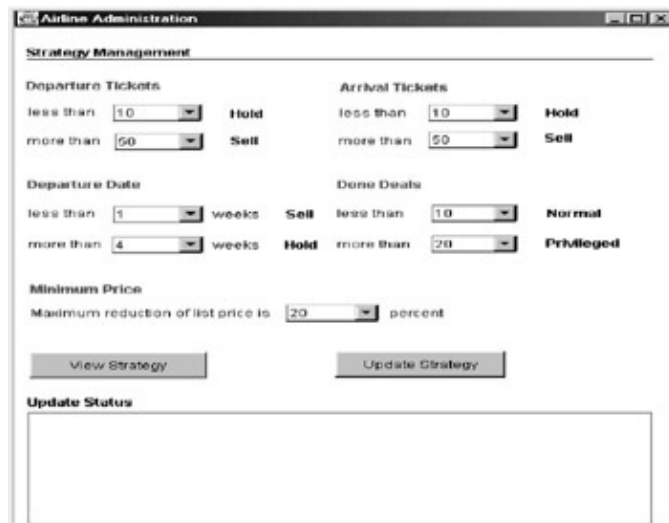 Airline Administration
Strategy Management
Departure Tickets
less than 10 Hold
more than 50 Sell
Arrival Tickets
less than 10 Hold
more than 50 Sell
Departure Date
less than 1 weeks Sell
more than 4 weeks Hold
Done Deals
less than 10 Normal
more than 20 Privileged
Minimum Price
Maximum reduction of list price is 20 percent
View Strategy
Update Strategy
Update Status